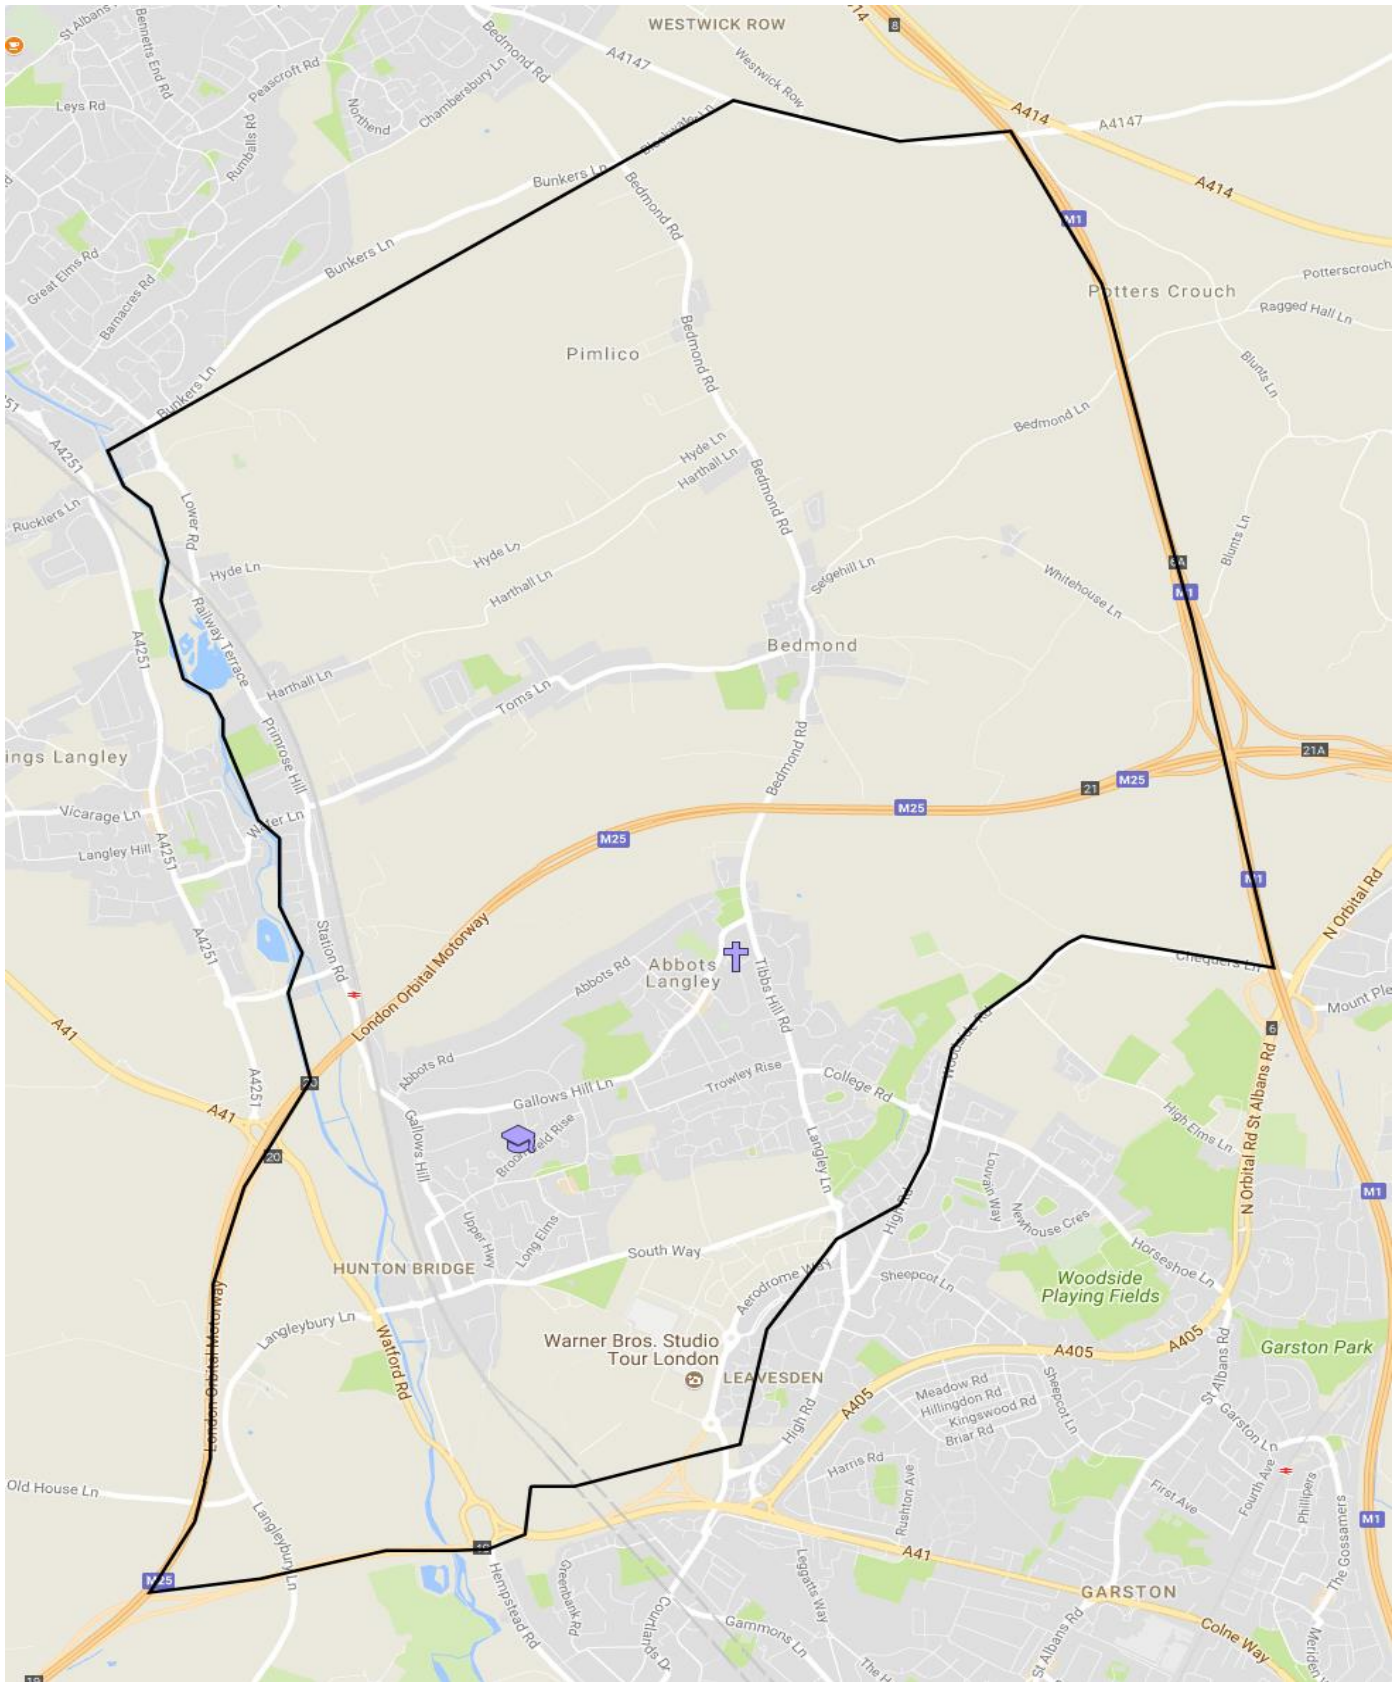 WESTWICK ROW
8
A414
St Albans
Bennetts End Rd
Bedmond Rd
A4147
Westwick Row
Peascroft Rd
Chambersbury Ln
Leys Rd
Northend
Rumballs Rd
A414
A4147
Bunkers Ln
Bedmond Rd
A414
M1
Great Elms Rd
Bunkers Ln
Barnacres Rd
Potterscrouch
Potters Crouch
Ragged Hall Ln
Pimlico
Bedmond Rd
Blunts Ln
Bunkers Ln
Bedmond Ln
A4251
Hyde Ln
Harthall Ln
Bedmond Rd
Rucklers Ln
Lower Rd
Blunts Ln
Hyde Ln
Hyde Ln
Harthall Ln
Selgehill Ln
Whitehouse Ln
6A
M1
Railway Terrace
A4251
Bedmond
Harthall Ln
Toms Ln
Primrose Hill
ings Langley
Bedmond Rd
21A
M25
21
M25
Vicarage Ln
Water Ln
M25
Langley Hill
A4251
M1
N Orbital Rd
Station Rd
London Orbital Motorway
A4251
Abbots Rd
Abbots
Langley
Tibbs Hill Rd
Chequers Ln
Mount Ple
A41
Woodside Rd
6
Abbots Rd
Trowley Rise
College Rd
20
A4251
A41
Gallows Hill Ln
Gallows Hill
High Elms Ln
N Orbital Rd St Albans Rd
20
Langley Ln
Louvain Way
M1
High Rd
Newhouse Cres
Upper Hwy
Long Elms
South Way
Horseshoe Ln
HUNTON BRIDGE
Sheepcot Ln
Aerodrome Way
Woodside
Playing Fields
London Orbital Motorway
Langleybury Ln
Watford Rd
Warner Bros. Studio
Tour London
LEAVESDEN
A405
A405
Garston Park
St Albans Rd
Meadow Rd
Hillingdon Rd
Kingswood Rd
Briar Rd
Sheepcot Ln
A405
High Rd
Garston Ln
Harris Rd
Old House Ln
Rushton Ave
First Ave
Fourth Ave
Phillipers
The Gossamers
M1
Langleybury Ln
19
A41
M25
Hempstead Rd
Greenbank Rd
Leggatts Way
GARSTON
Courtlands Dr
Gammons Ln
St Albans Rd
Colne Way
The H
Meriden
19